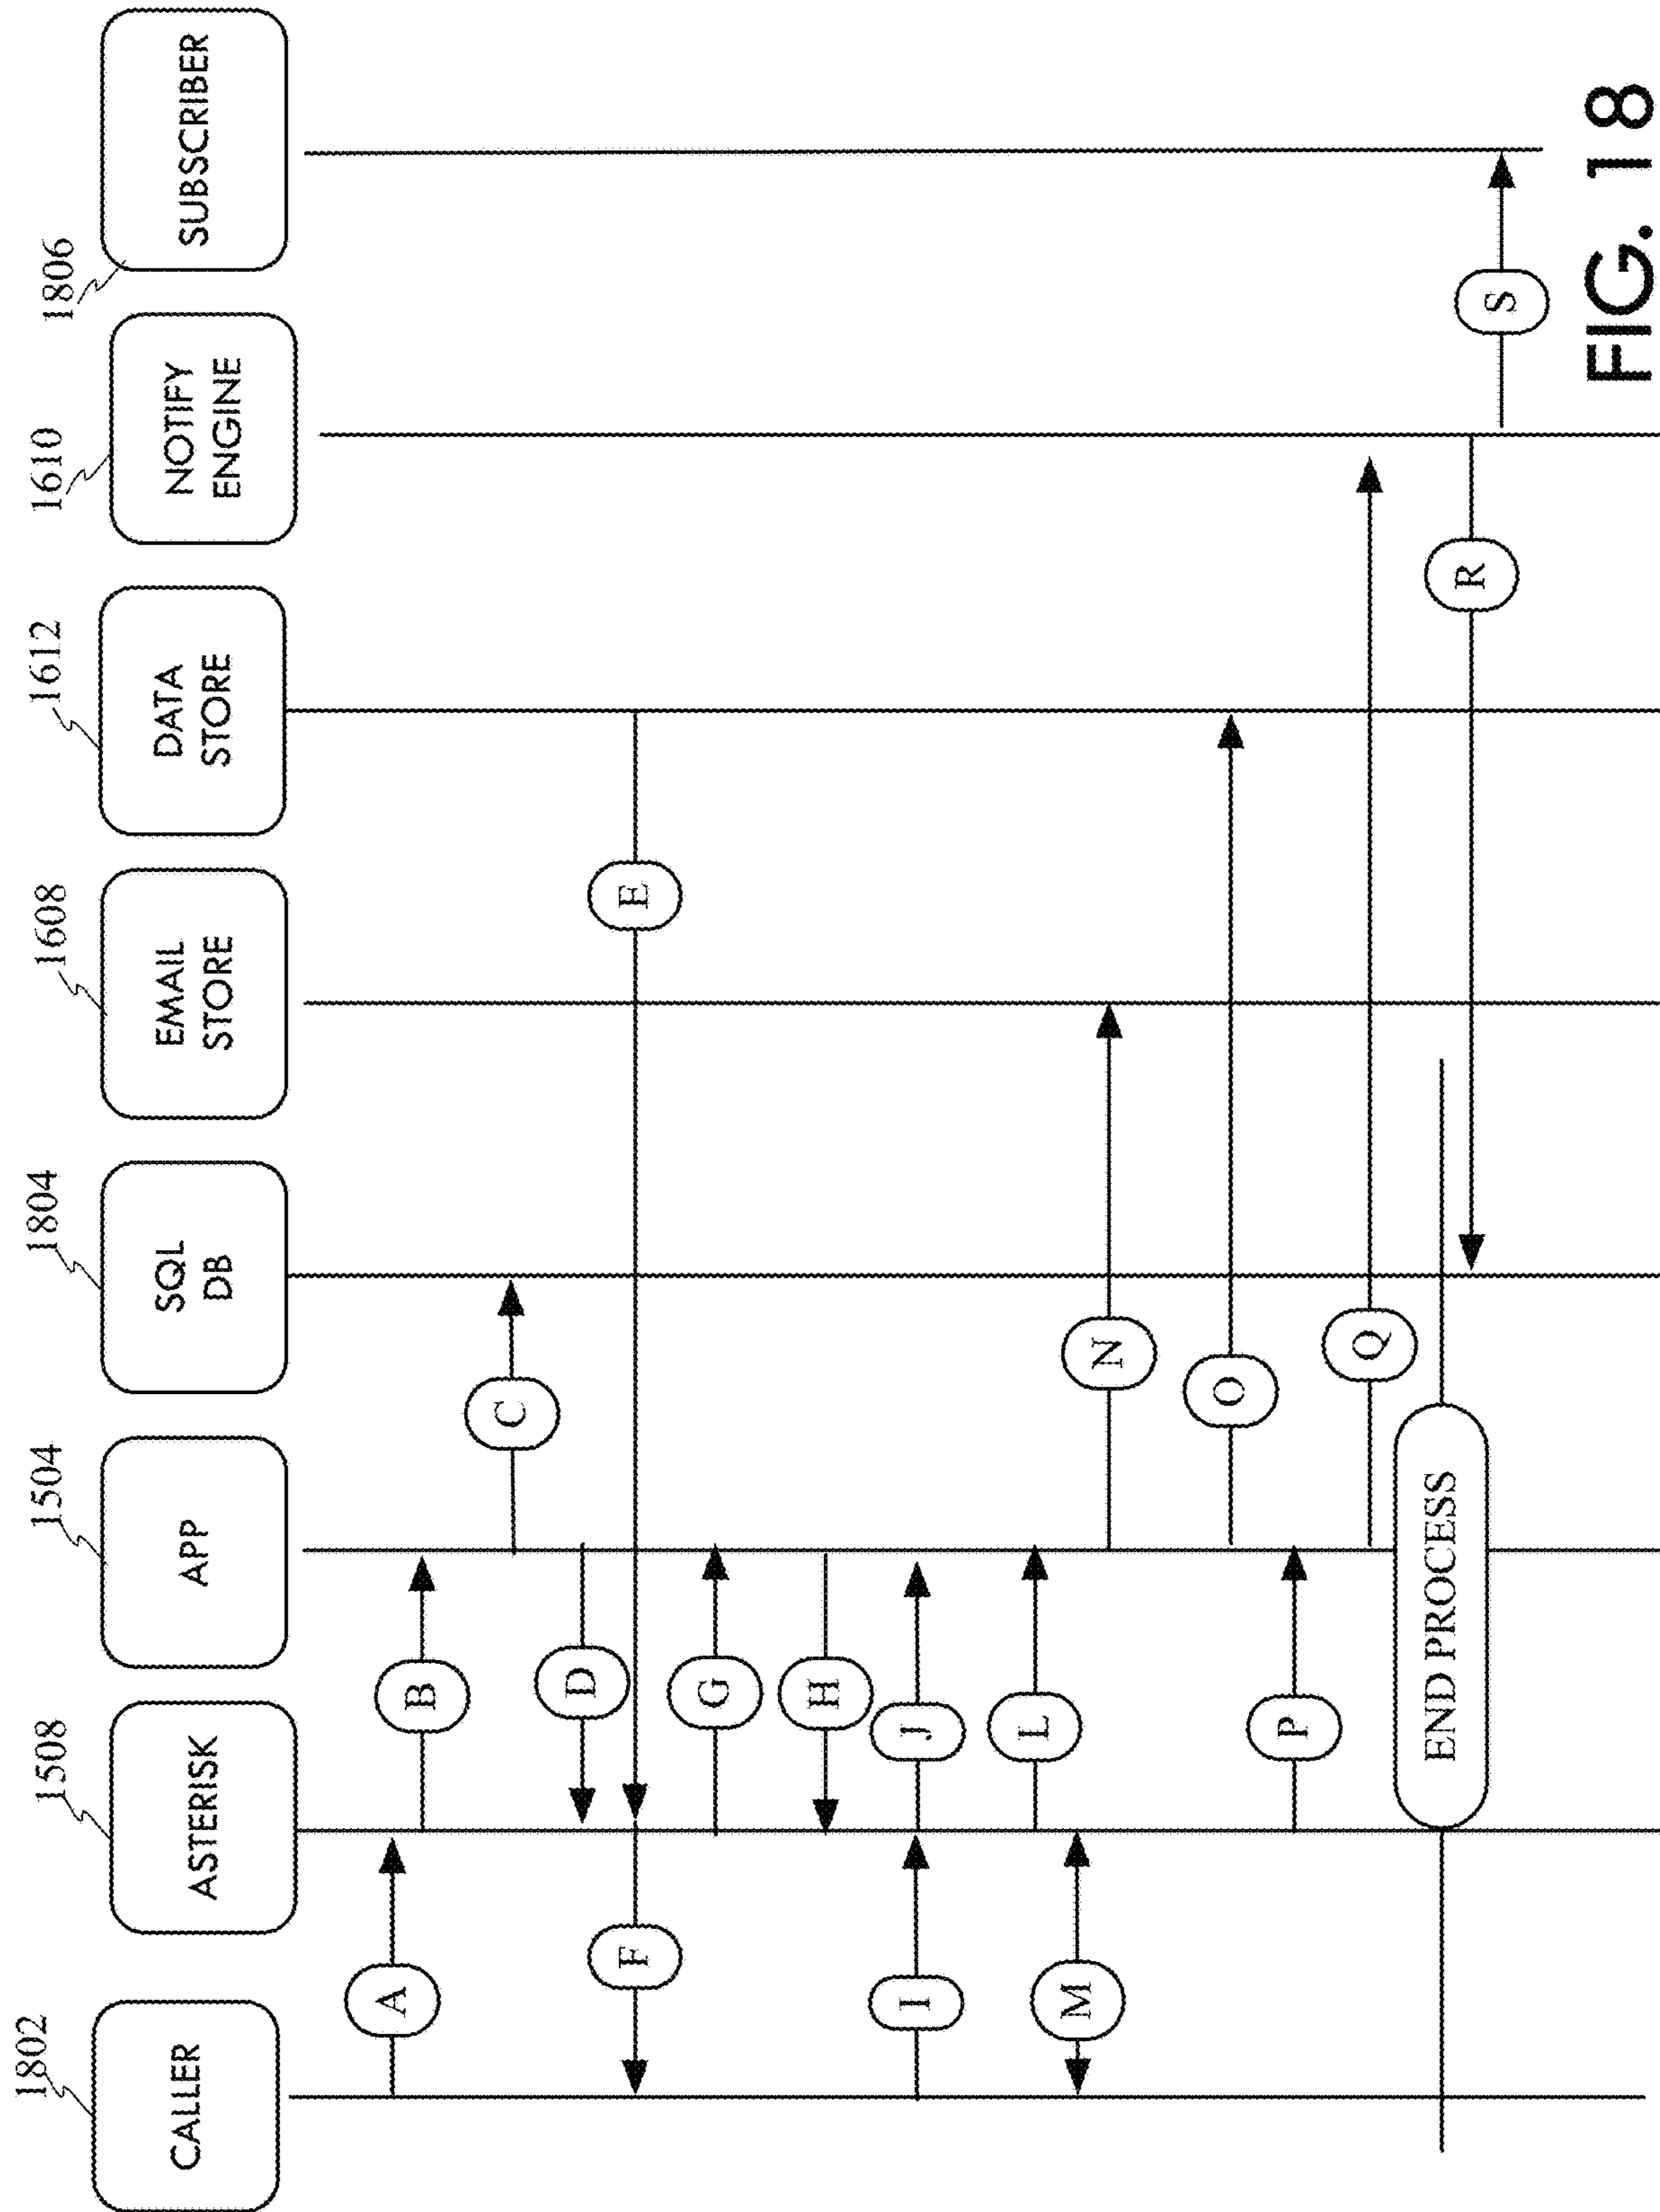 1802
1508
1504
1804
1608
1612
1610
1806
CALLER
ASTERISK
APP
SQL
DB
EMAIL
STORE
DATA
STORE
NOTIFY
ENGINE
SUBSCRIBER
A
B
C
D
E
F
G
H
I
J
L
M
N
O
P
Q
END PROCESS
R
S
FIG. 18